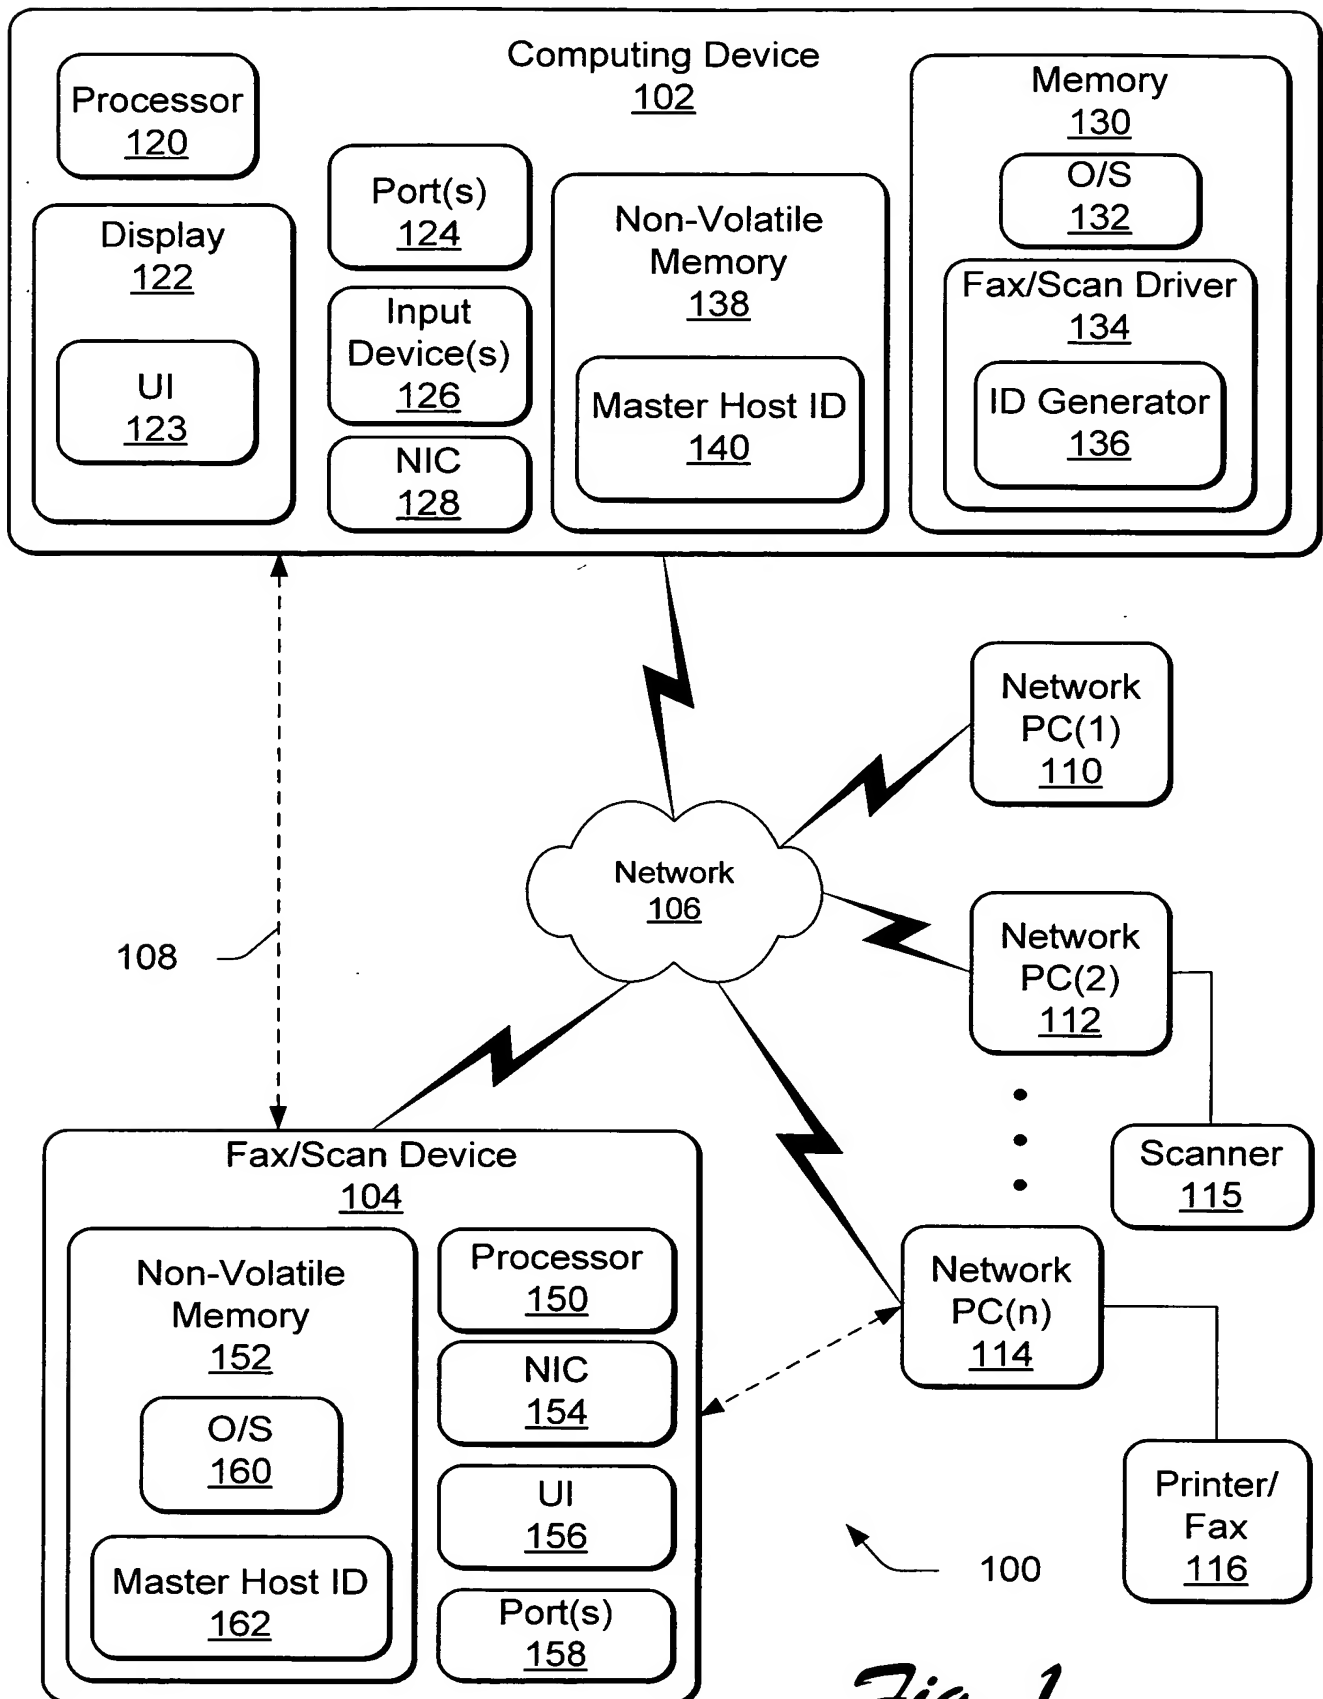 Computing Device
102
Processor
120
Display
122
UI
123
Port(s)
124
Input
Device(s)
126
NIC
128
Non-Volatile
Memory
138
Master Host ID
140
Memory
130
O/S
132
Fax/Scan Driver
134
ID Generator
136
108
Network
106
Network
PC(1)
110
Network
PC(2)
112
Scanner
115
Network
PC(n)
114
Printer/
Fax
116
Fax/Scan Device
104
Non-Volatile
Memory
152
O/S
160
Master Host ID
162
Processor
150
NIC
154
UI
156
Port(s)
158
100
Fig. 1